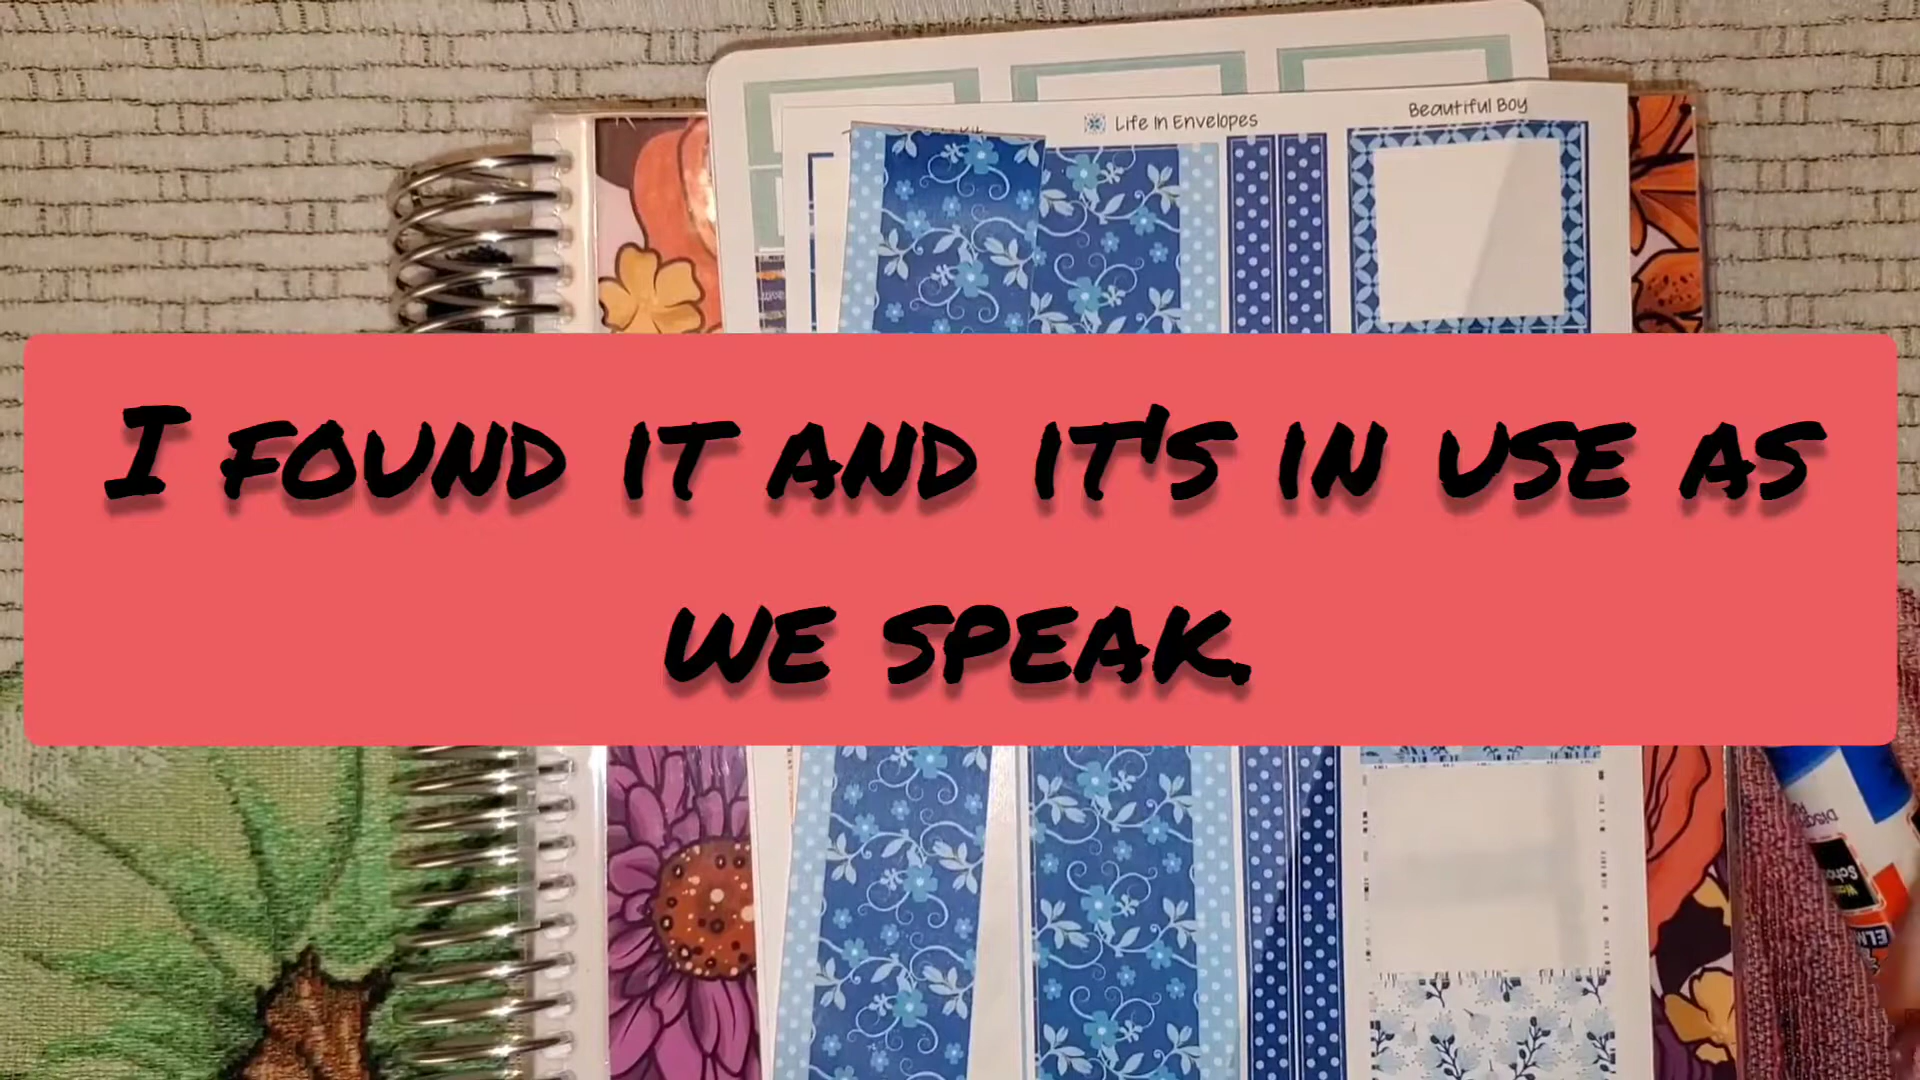 Life In Envelopes
Beautiful Boy
I FOUND IT AND IT'S IN USE AS
WE SPEAK.